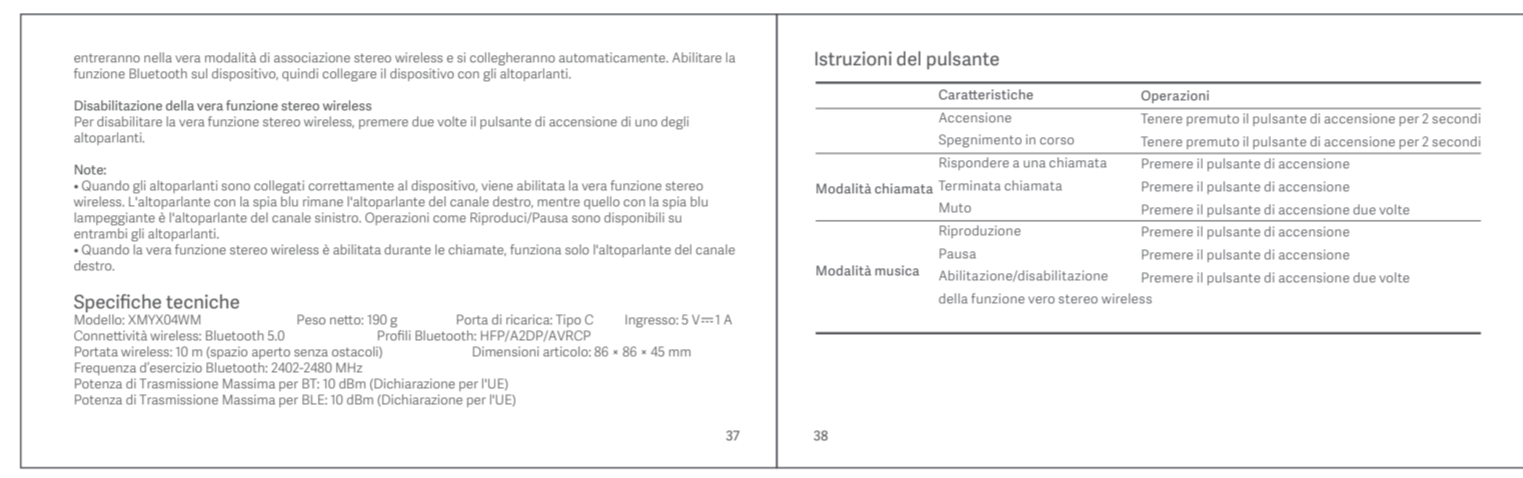 entreranno nella vera modalità di associazione stereo wireless e si collegheranno automaticamente. Abilitare la
funzione Bluetooth sul dispositivo, quindi collegare il dispositivo con gli altoparlanti.
Disabilitazione della vera funzione stereo wireless
Per disabilitare la vera funzione stereo wireless, premere due volte il pulsante di accensione di uno degli
altoparlanti.
Note:
• Quando gli altoparlanti sono collegati correttamente al dispositivo, viene abilitata la vera funzione stereo
wireless. L'altoparlante con la spia blu rimane l'altoparlante del canale destro, mentre quello con la spia blu
lampeggiante è l'altoparlante del canale sinistro. Operazioni come Riproduci/Pausa sono disponibili su
entrambi gli altoparlanti.
• Quando la vera funzione stereo wireless è abilitata durante le chiamate, funziona solo l'altoparlante del canale
destro.
Specifiche tecniche
Modello: XMYX04WM Peso netto: 190 g Porta di ricarica: Tipo C Ingresso: 5 V⎓1 A
Connettività wireless: Bluetooth 5.0 Profili Bluetooth: HFP/A2DP/AVRCP
Portata wireless: 10 m (spazio aperto senza ostacoli) Dimensioni articolo: 86 × 86 × 45 mm
Frequenza d'esercizio Bluetooth: 2402-2480 MHz
Potenza di Trasmissione Massima per BT: 10 dBm (Dichiarazione per l'UE)
Potenza di Trasmissione Massima per BLE: 10 dBm (Dichiarazione per l'UE)
37
Istruzioni del pulsante
Caratteristiche Operazioni
Accensione Tenere premuto il pulsante di accensione per 2 secondi
Spegnimento in corso Tenere premuto il pulsante di accensione per 2 secondi
Rispondere a una chiamata Premere il pulsante di accensione
Modalità chiamata Terminata chiamata Premere il pulsante di accensione
Muto Premere il pulsante di accensione due volte
Riproduzione Premere il pulsante di accensione
Pausa Premere il pulsante di accensione
Modalità musica Abilitazione/disabilitazione Premere il pulsante di accensione due volte
della funzione vero stereo wireless
38